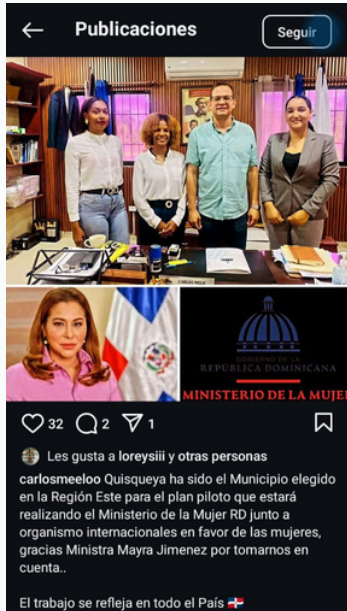 Publicaciones
Seguir
CARLOS MELO
GOBIERNO DE LA
REPÚBLICA DOMINICANA
MINISTERIO DE LA MUJE
32
2
1
Les gusta a loreysiii y otras personas
carlosmeeloo Quisqueya ha sido el Municipio elegido
en la Región Este para el plan piloto que estará
realizando el Ministerio de la Mujer RD junto a
organismo internacionales en favor de las mujeres,
gracias Ministra Mayra Jimenez por tomarnos en
cuenta..
El trabajo se refleja en todo el País 🇩🇴